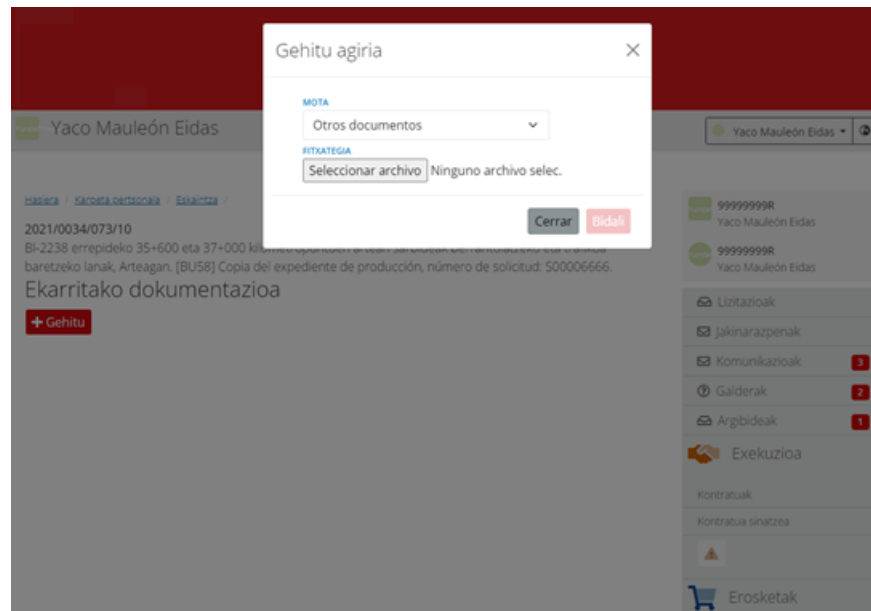 Gehitu agiria
MOTA
Otros documentos
FITXATEGIA
Seleccionar archivo Ninguno archivo selec.
Cerrar Bidali
Yaco Mauleón Eidas
Yaco Mauleón Eidas
Hasiera / Karpeta pertsonala / Eskaintza /
2021/0034/073/10
BI-2238 errepideko 35+600 eta 37+000 kilometro
baretzeko lanak, Arteagan. [BU58] Copia del expediente de producción, número de solicitud: S00006666.
Ekarritako dokumentazioa
+ Gehitu
99999999R
Yaco Mauleón Eidas
99999999R
Yaco Mauleón Eidas
Lizitazioak
Jakinarazpenak
Komunikazioak 3
Galderak 2
Argibideak 1
Exekuzioa
Kontratuak
Kontratua sinatzea
Erosketak